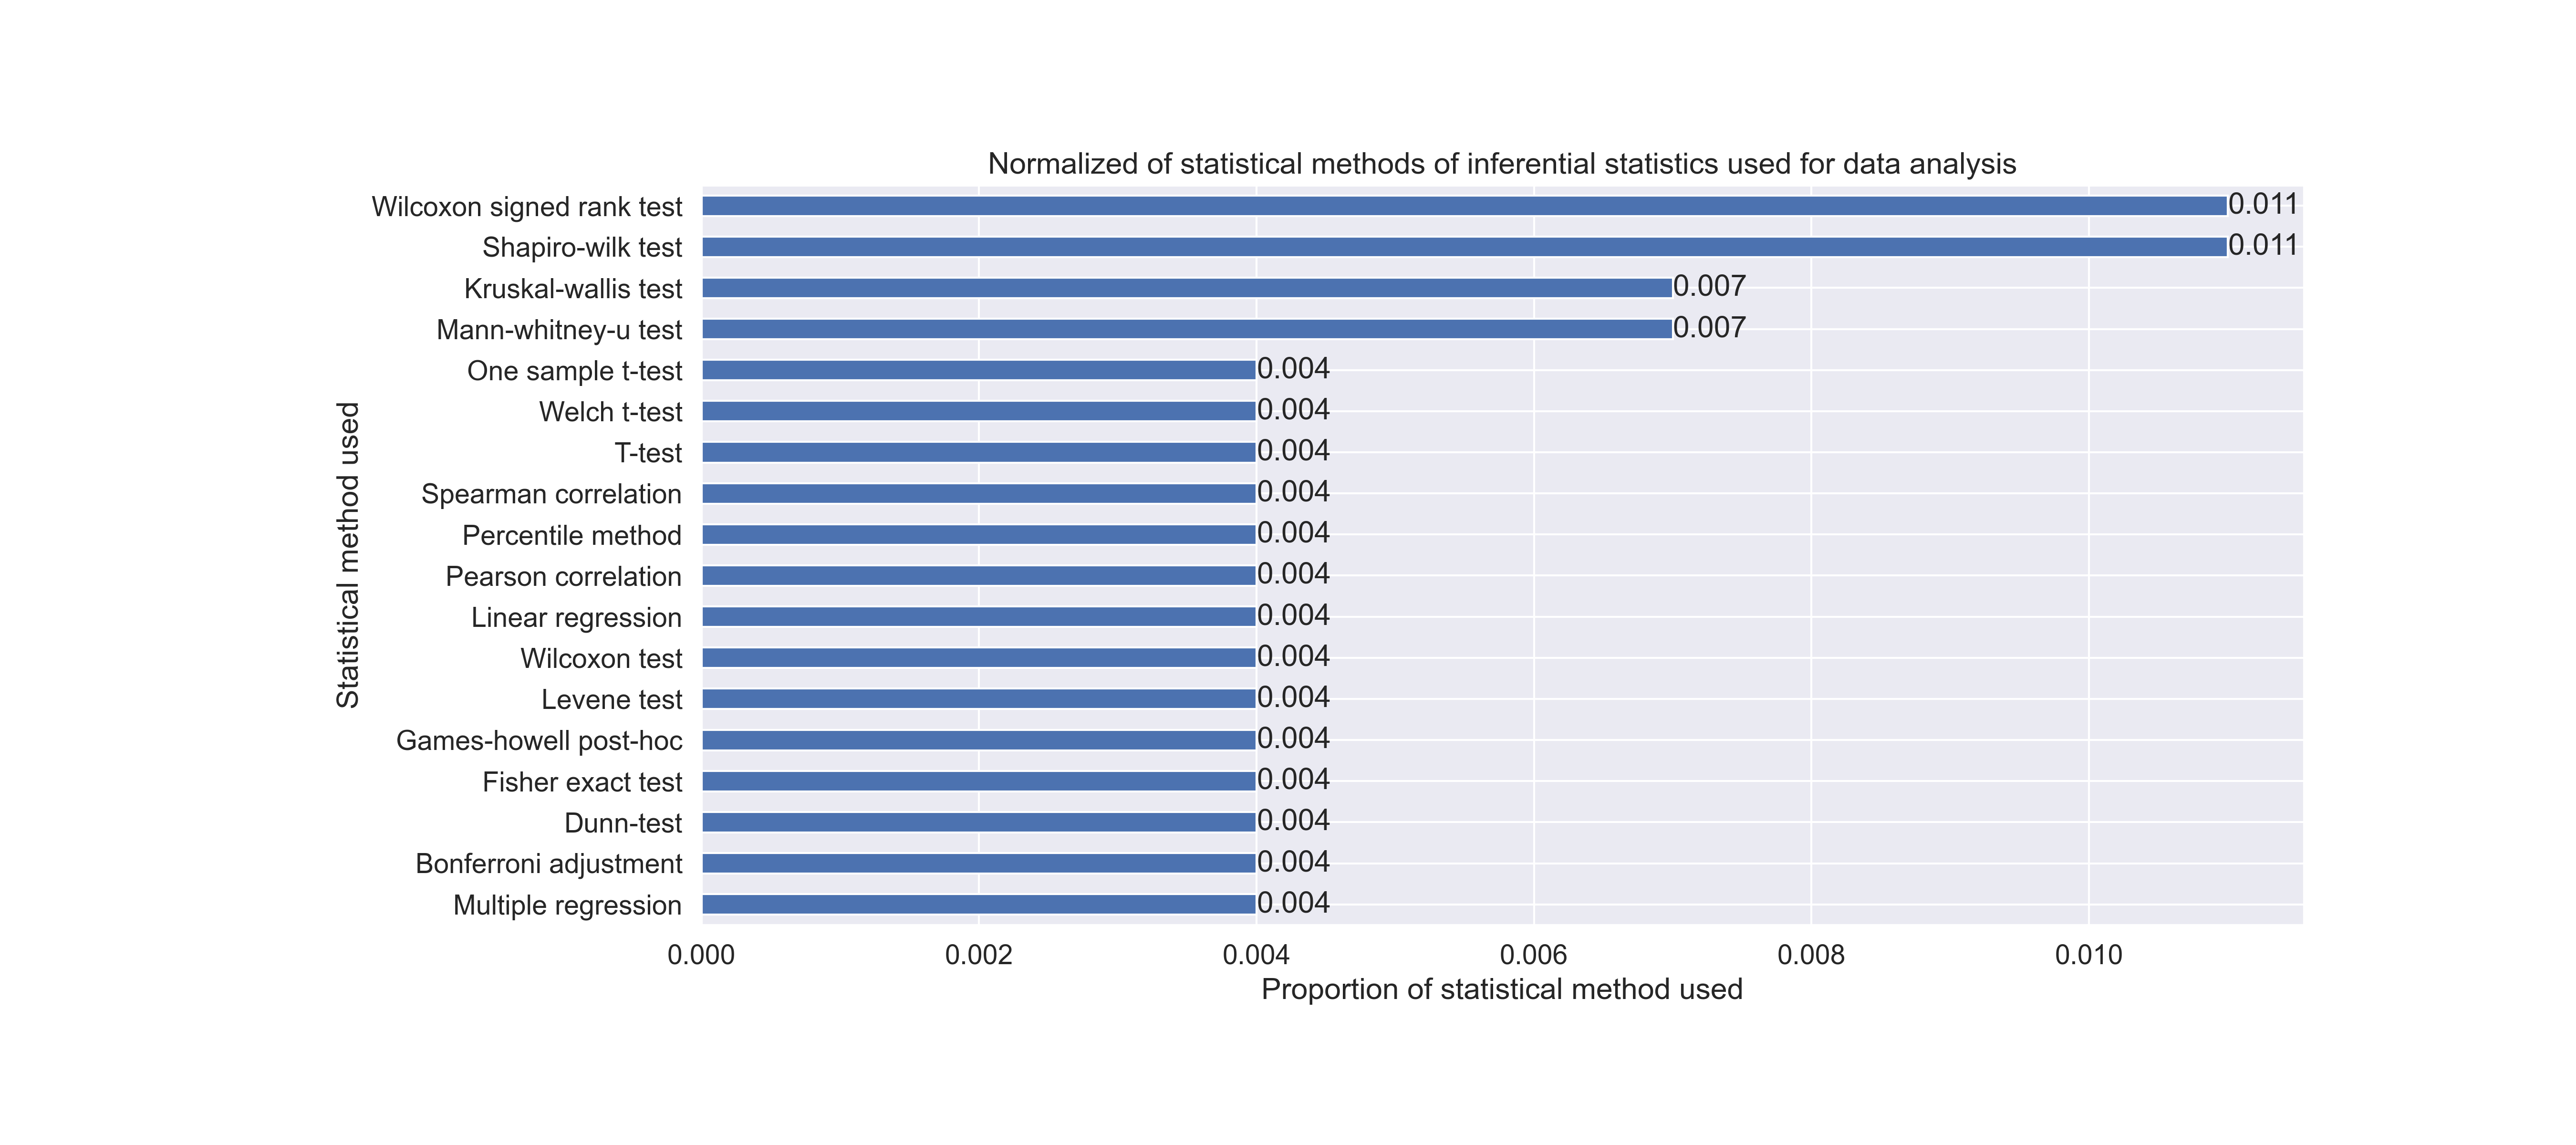 Normalized of statistical methods of inferential statistics used for data analysis
Wilcoxon signed rank test 0.011
Shapiro-wilk test 0.011
Kruskal-wallis test 0.007
Mann-whitney-u test 0.007
One sample t-test 0.004
Welch t-test 0.004
T-test 0.004
Spearman correlation 0.004
Percentile method 0.004
Pearson correlation 0.004
Linear regression 0.004
Wilcoxon test 0.004
Levene test 0.004
Games-howell post-hoc 0.004
Fisher exact test 0.004
Dunn-test 0.004
Bonferroni adjustment 0.004
Multiple regression 0.004
Statistical method used
0.000 0.002 0.004 0.006 0.008 0.010
Proportion of statistical method used